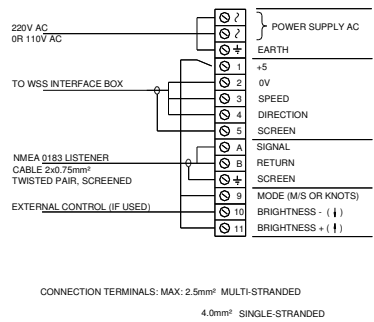 220V AC
0R 110V AC
POWER SUPPLY AC
EARTH
1 +5
TO WSS INTERFACE BOX
2 0V
3 SPEED
4 DIRECTION
5 SCREEN
A SIGNAL
NMEA 0183 LISTENER
CABLE 2x0.75mm²
TWISTED PAIR, SCREENED
B RETURN
SCREEN
9 MODE (M/S OR KNOTS)
EXTERNAL CONTROL (IF USED)
10 BRIGHTNESS - ( )
11 BRIGHTNESS + ( )
CONNECTION TERMINALS: MAX: 2.5mm² MULTI-STRANDED
4.0mm² SINGLE-STRANDED